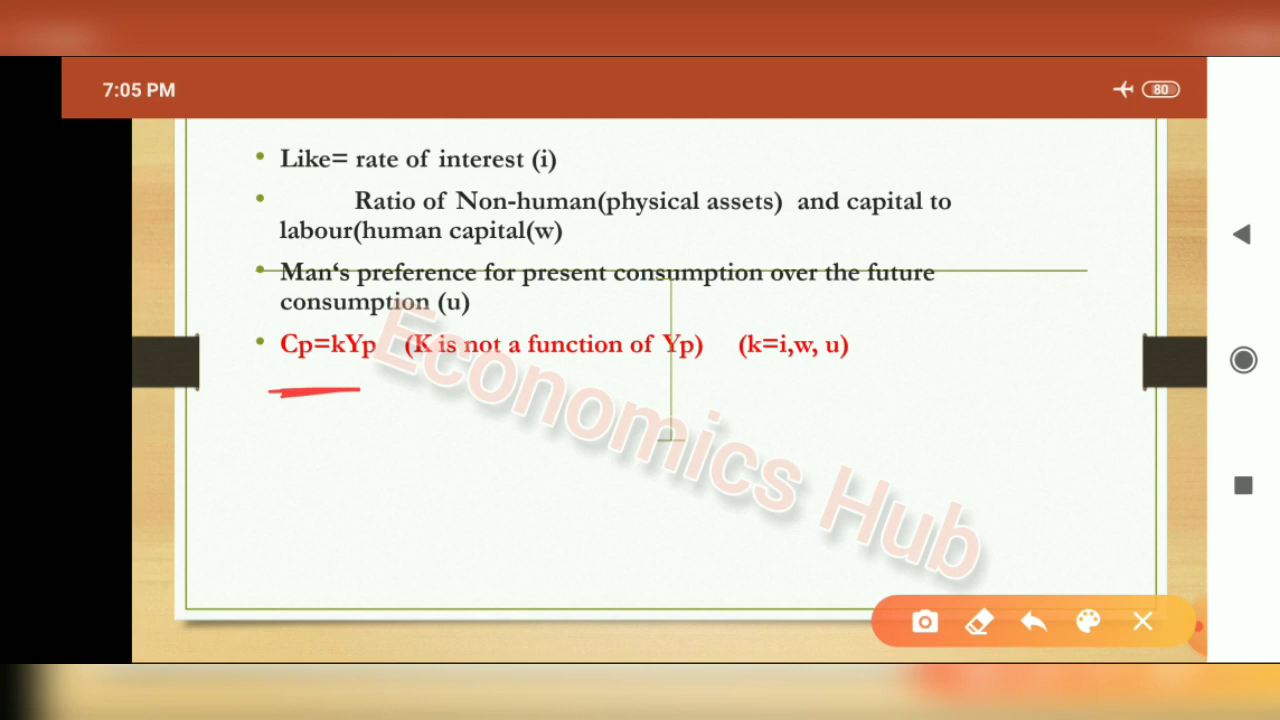 7:05 PM
80
• Like= rate of interest (i)
• Ratio of Non-human(physical assets) and capital to
labour(human capital(w)
• Man‘s preference for present consumption over the future
consumption (u)
• Cp=kYp (K is not a function of Yp) (k=i,w, u)
Economics Hub